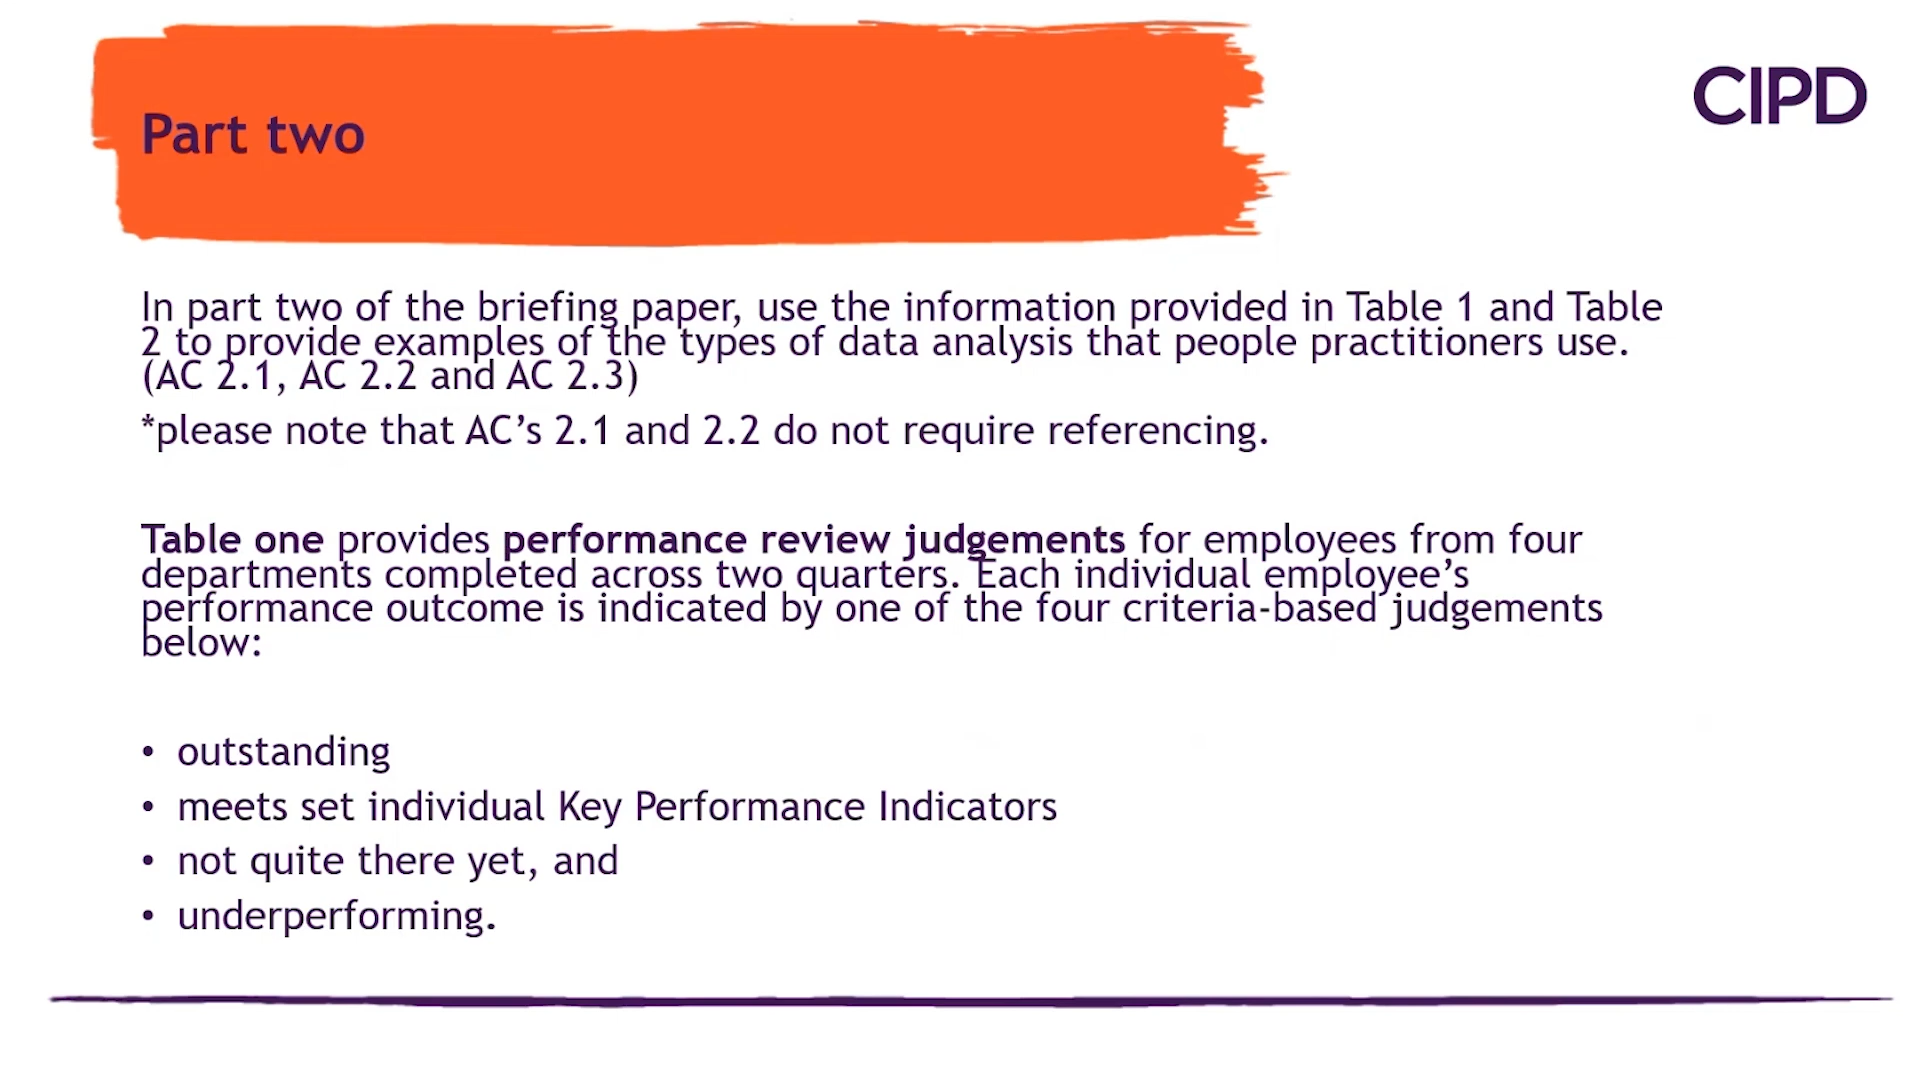 Part two
CIPD
In part two of the briefing paper, use the information provided in Table 1 and Table
2 to provide examples of the types of data analysis that people practitioners use.
(AC 2.1, AC 2.2 and AC 2.3)
*please note that AC’s 2.1 and 2.2 do not require referencing.
Table one provides performance review judgements for employees from four
departments completed across two quarters. Each individual employee’s
performance outcome is indicated by one of the four criteria-based judgements
below:
• outstanding
• meets set individual Key Performance Indicators
• not quite there yet, and
• underperforming.